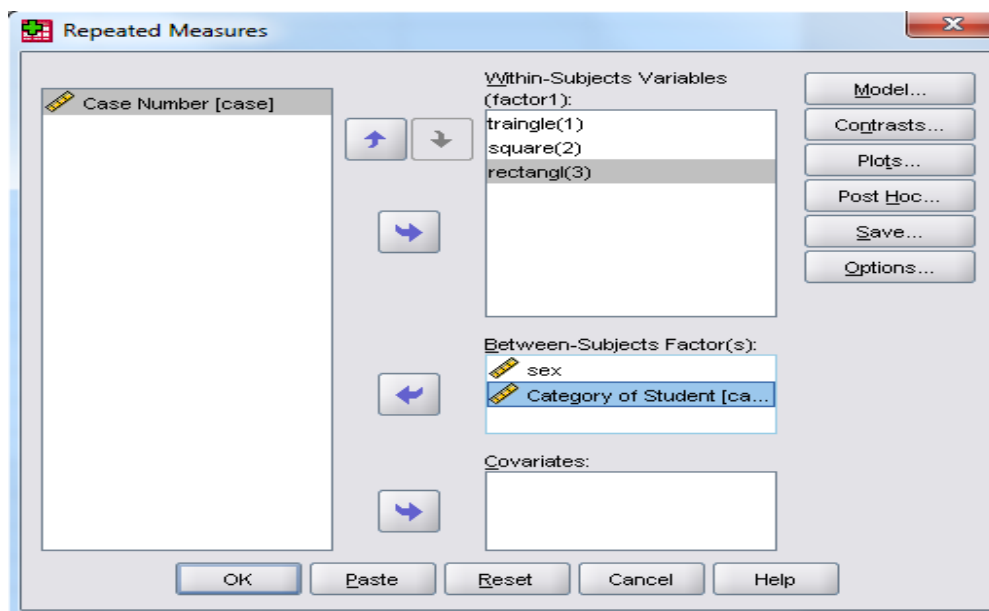 Repeated Measures
Case Number [case]
Within-Subjects Variables
(factor1):
traingle(1)
square(2)
rectangl(3)
Between-Subjects Factor(s):
sex
Category of Student [ca...
Covariates:
Model...
Contrasts...
Plots...
Post Hoc...
Save...
Options...
OK
Paste
Reset
Cancel
Help